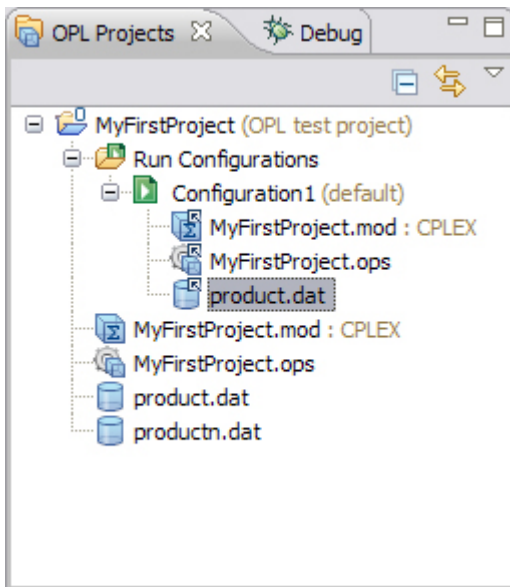 OPL Projects Debug
MyFirstProject (OPL test project)
Run Configurations
Configuration1 (default)
MyFirstProject.mod : CPLEX
MyFirstProject.ops
product.dat
MyFirstProject.mod : CPLEX
MyFirstProject.ops
product.dat
productn.dat